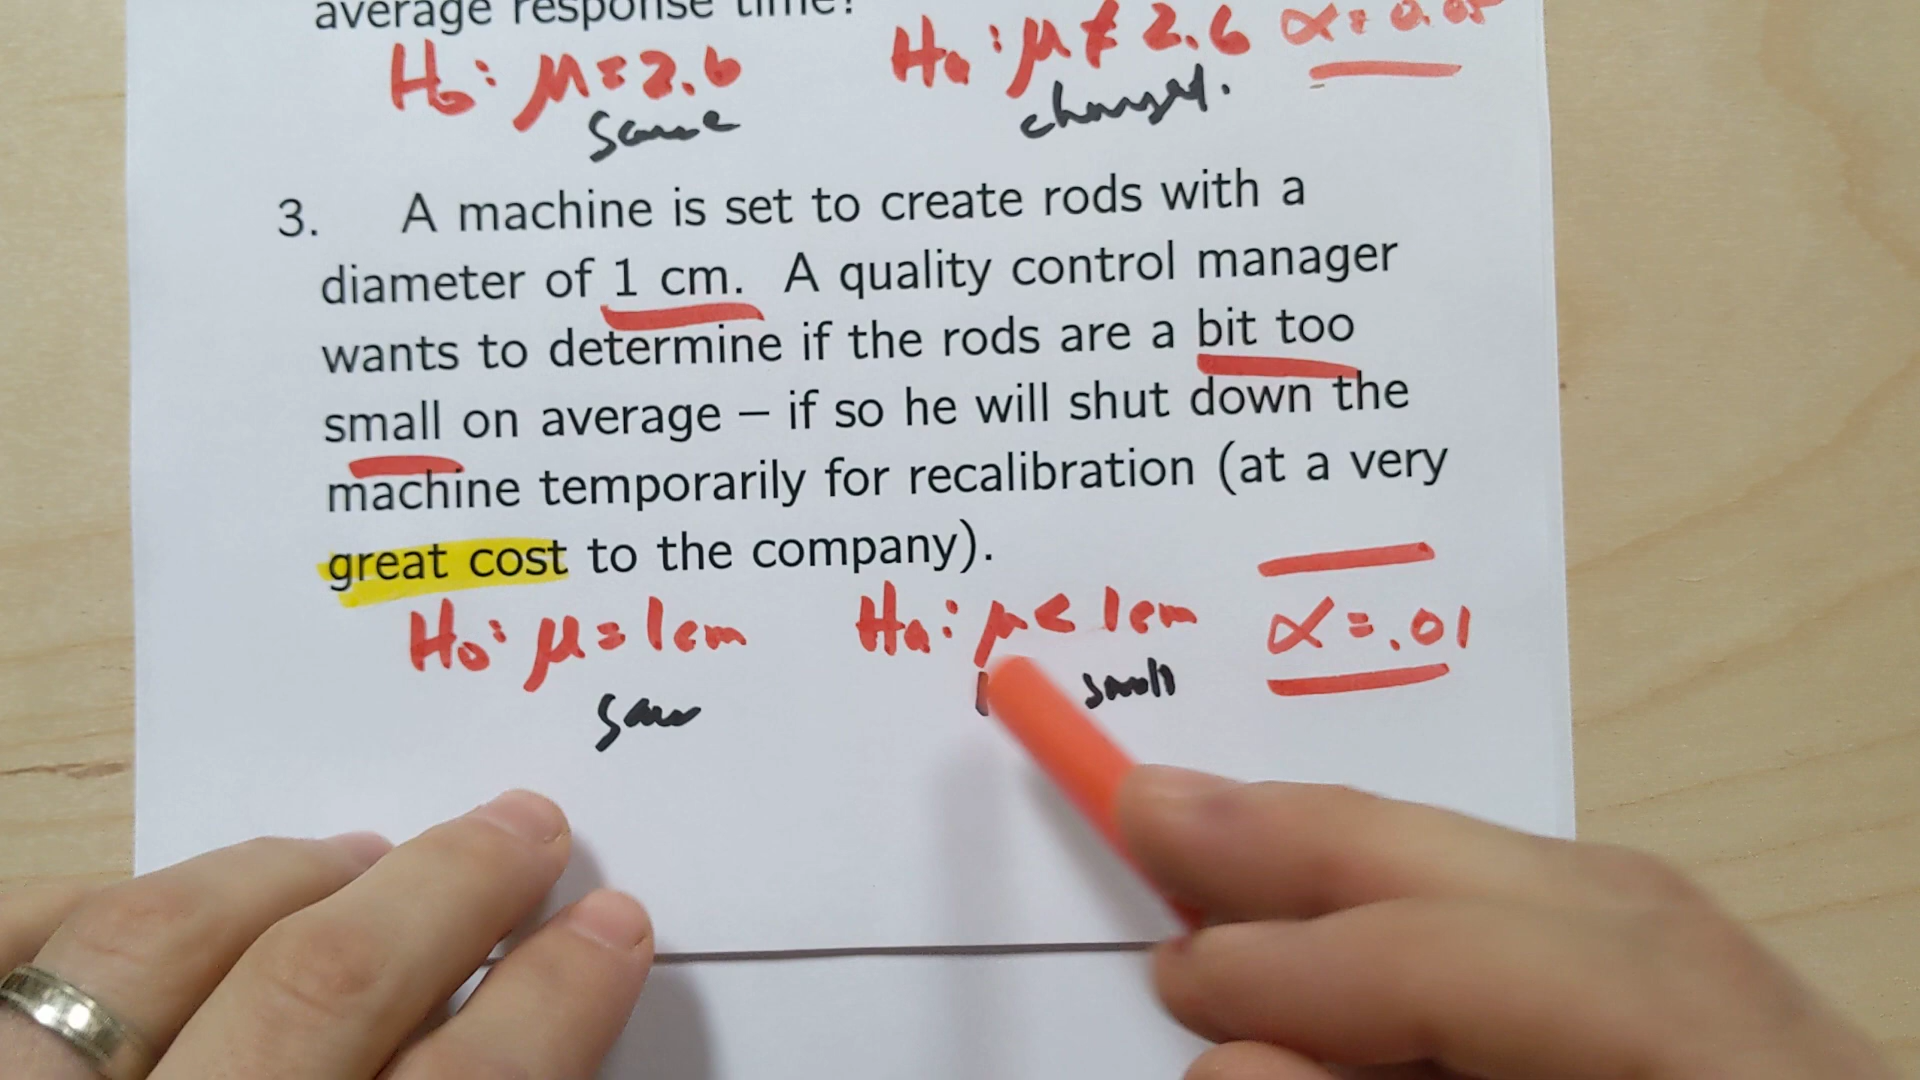 average response time?
H₀: μ = 2.6 Hₐ: μ ≠ 2.6 α = 0.05
same changed.
3. A machine is set to create rods with a
diameter of 1 cm. A quality control manager
wants to determine if the rods are a bit too
small on average – if so he will shut down the
machine temporarily for recalibration (at a very
great cost to the company).
H₀: μ = 1cm Hₐ: μ < 1cm α = .01
same small